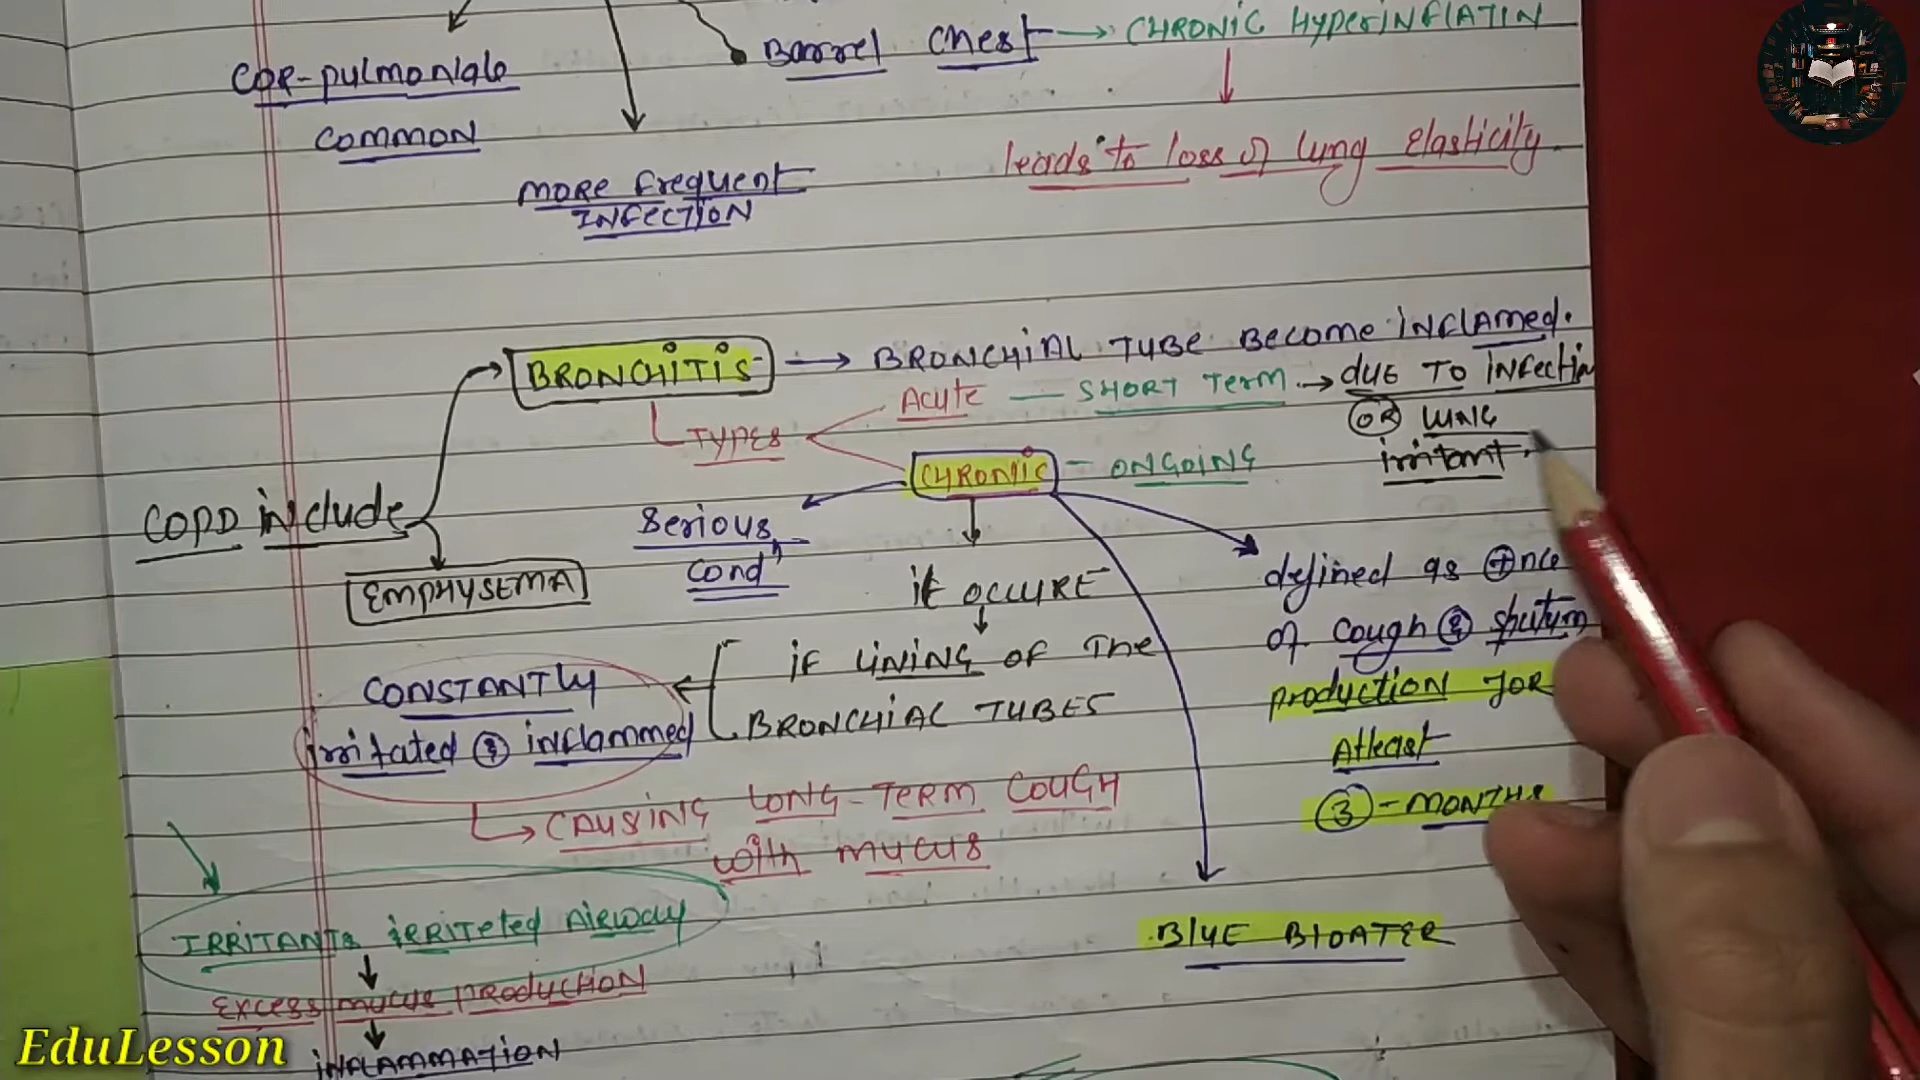 Barrel Chest → CHRONIC HYPERINFLATIN
COR-pulmonale
COMMON
MORE frequent
INFECTION
leads to loss of lung elasticity.
BRONCHITIS → BRONCHIAL TUBE BECOME INFLAMED.
TYPES
Acute — SHORT TERM → DUE TO INFECTION
OR LUNG
irritant.
CHRONIC - ONGOING
COPD include
EMPHYSEMA
Serious
Condn
it OCCURE
↓
if LINING OF THE
BRONCHIAL TUBES
CONSTANTLY
irritated & inflammed
defined as +nce
of cough & sputum
production for
Atleast
3 - MONTHS
CAUSING LONG-TERM COUGH
with mucus
BlUE BlOATER
IRRITANTs iRRITeted Airway
↓
EXCESS mucus PRODUCTION
↓
INFLAMMATION
EduLesson